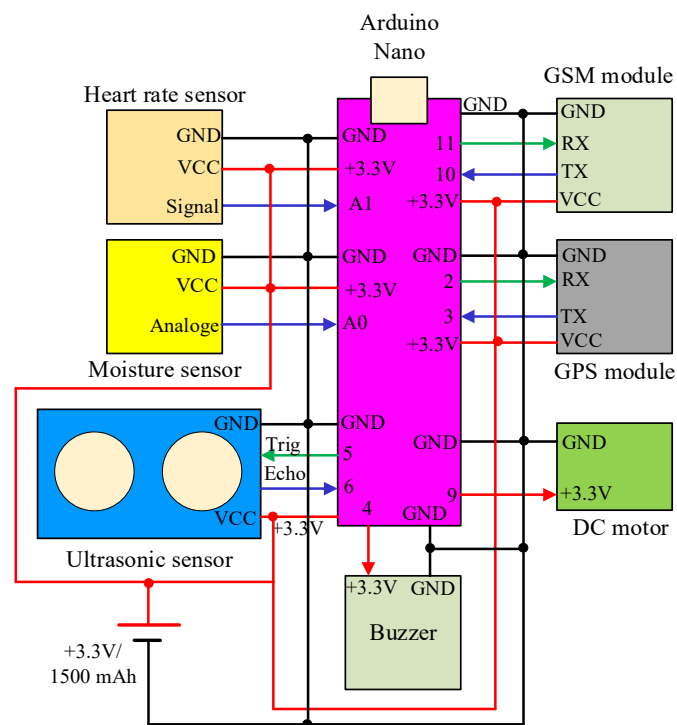 Arduino
Nano
Heart rate sensor
GND
VCC
Signal
GND
VCC
Analoge
Moisture sensor
GND
Trig
Echo
VCC
+3.3V
Ultrasonic sensor
+3.3V/
1500 mAh
GND
+3.3V
A1
GND
+3.3V
A0
GND
5
6
4
GND
11
10
+3.3V
GND
2
3
+3.3V
GND
9
GND
GSM module
GND
RX
TX
VCC
GND
RX
TX
VCC
GPS module
GND
+3.3V
DC motor
+3.3V
GND
Buzzer